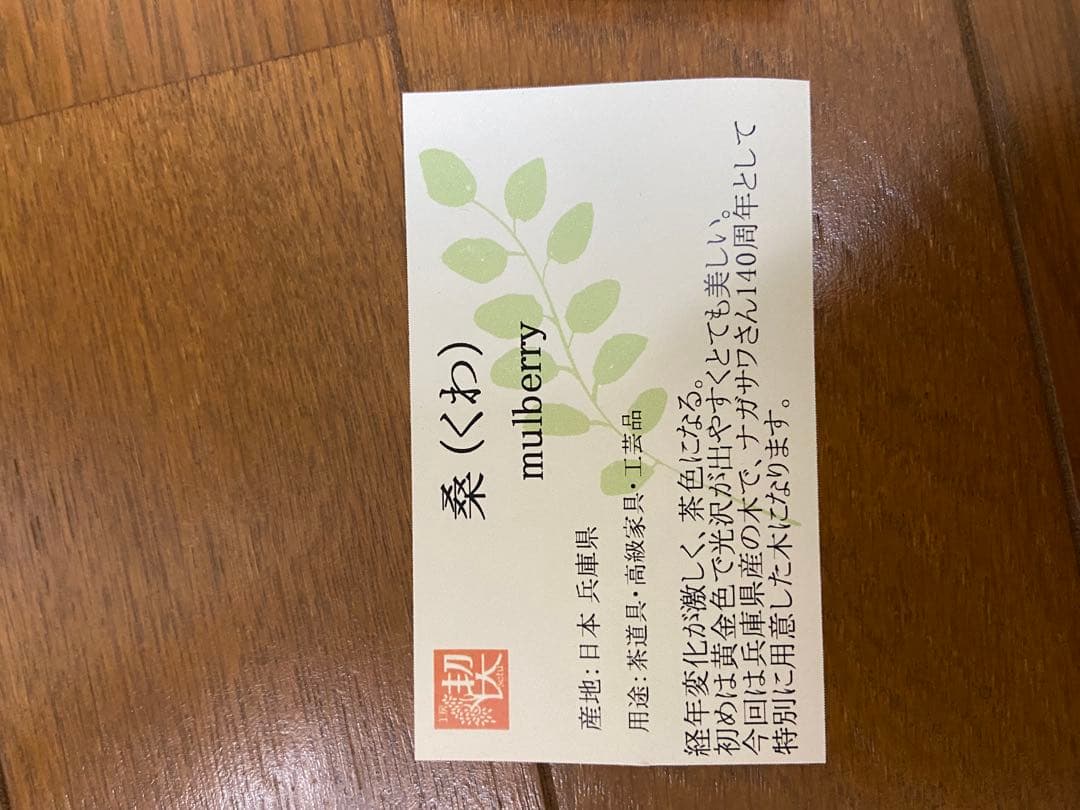 工房
楔
Setu
桑（くわ）
mulberry
産地：日本 兵庫県
用途：茶道具・高級家具・工芸品
経年変化が激しく、茶色になる。
初めは黄金色で光沢が出やすくとても美しい。
今回は兵庫県産の木で、ナガサワさん140周年として
特別に用意した木になります。